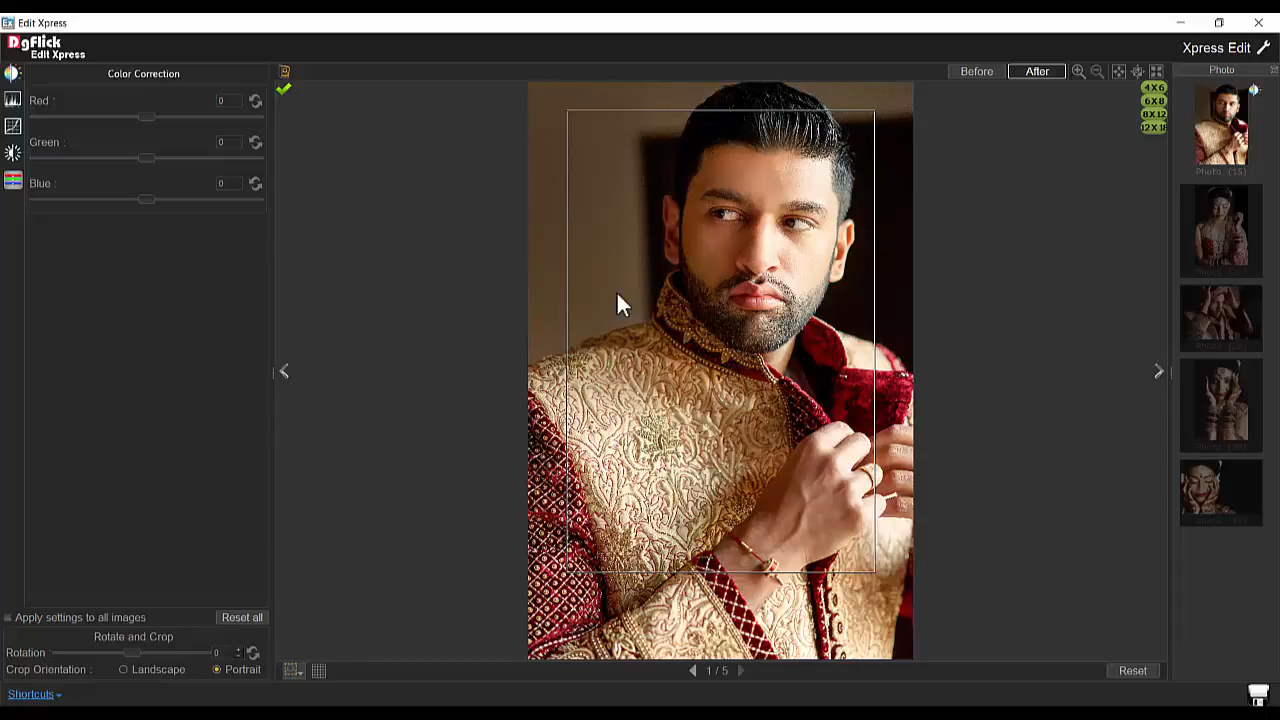 Edit Xpress
DgFlick
Edit Xpress
Xpress Edit
Color Correction
Before
After
Photo
Red :
0
4X6
6X8
8X12
12X18
Green :
0
Photo (15)
Blue :
0
Apply settings to all images
Reset all
Rotate and Crop
Rotation :
0
Crop Orientation :
Landscape
Portrait
1 / 5
Reset
Shortcuts